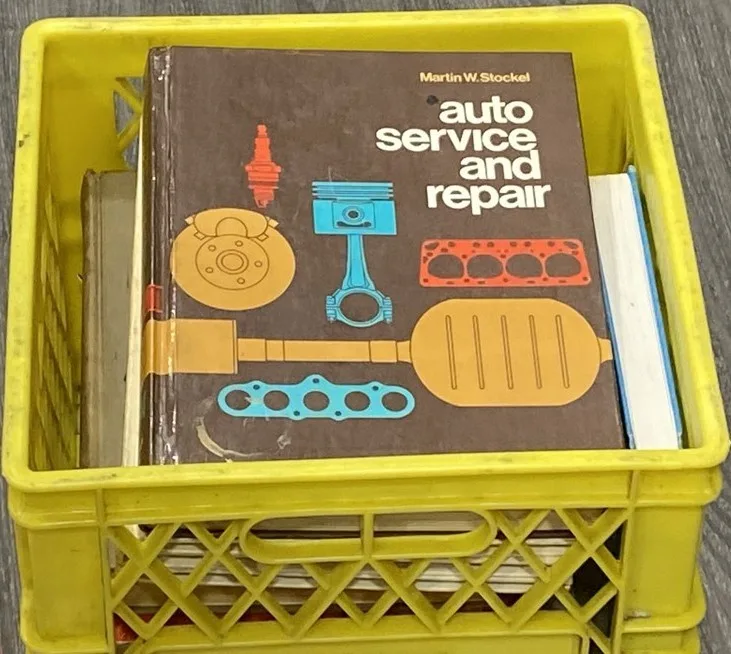 Martin W. Stockel
auto
service
and
repair